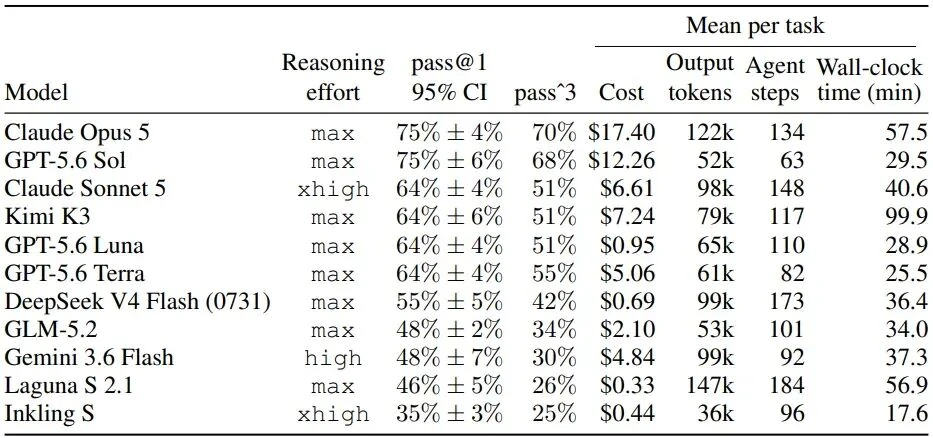 Mean per task
Reasoning pass@1 Output Agent Wall-clock
Model effort 95% CI pass^3 Cost tokens steps time (min)
Claude Opus 5 max 75% ± 4% 70% $17.40 122k 134 57.5
GPT-5.6 Sol max 75% ± 6% 68% $12.26 52k 63 29.5
Claude Sonnet 5 xhigh 64% ± 4% 51% $6.61 98k 148 40.6
Kimi K3 max 64% ± 6% 51% $7.24 79k 117 99.9
GPT-5.6 Luna max 64% ± 4% 51% $0.95 65k 110 28.9
GPT-5.6 Terra max 64% ± 4% 55% $5.06 61k 82 25.5
DeepSeek V4 Flash (0731) max 55% ± 5% 42% $0.69 99k 173 36.4
GLM-5.2 max 48% ± 2% 34% $2.10 53k 101 34.0
Gemini 3.6 Flash high 48% ± 7% 30% $4.84 99k 92 37.3
Laguna S 2.1 max 46% ± 5% 26% $0.33 147k 184 56.9
Inkling S xhigh 35% ± 3% 25% $0.44 36k 96 17.6